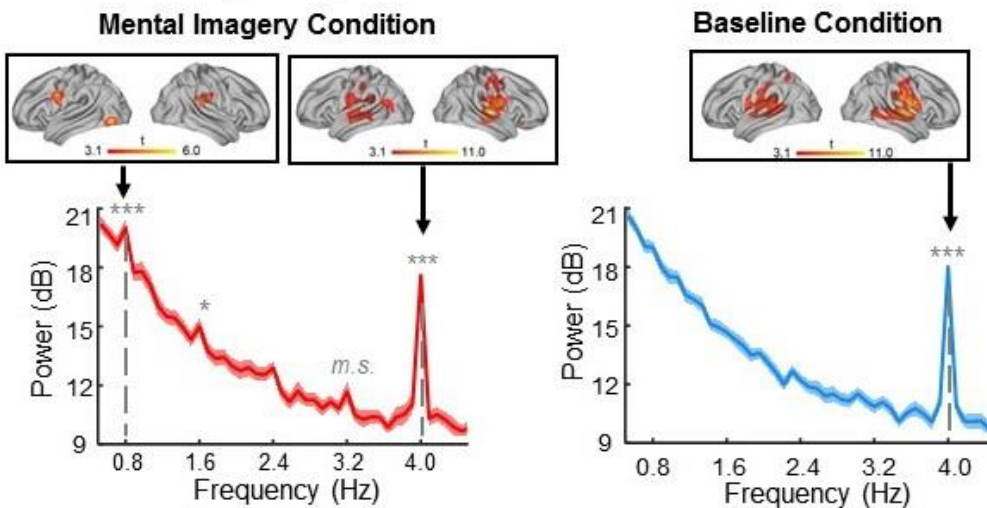 Mental Imagery Condition
Baseline Condition
t
3.1 6.0
t
3.1 11.0
t
3.1 11.0
***
***
*
m.s.
21
18
15
12
9
Power (dB)
0.8 1.6 2.4 3.2 4.0
Frequency (Hz)
***
21
18
15
12
9
Power (dB)
0.8 1.6 2.4 3.2 4.0
Frequency (Hz)